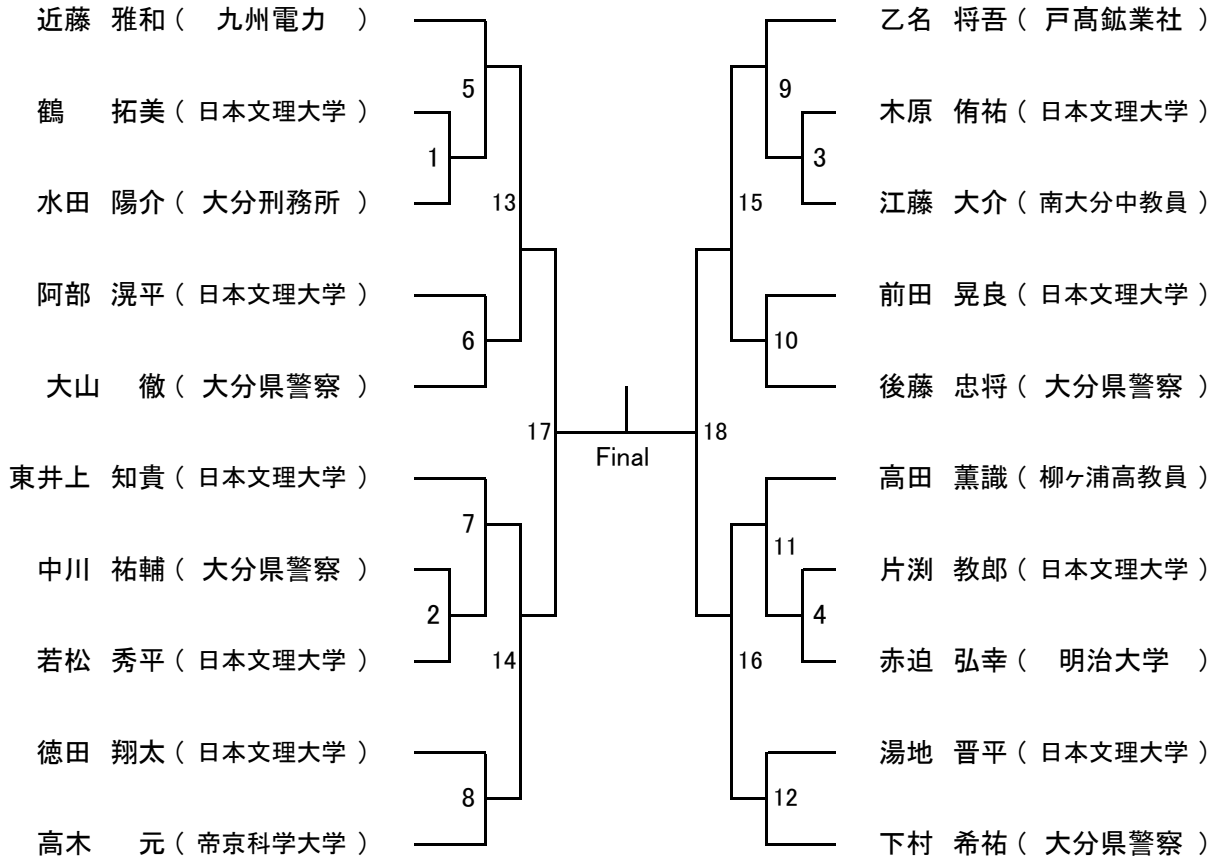 近藤 雅和 ( 九州電力 )
5
鶴 拓美 ( 日本文理大学 )
1
水田 陽介 ( 大分刑務所 )
13
阿部 滉平 ( 日本文理大学 )
6
大山 徹 ( 大分県警察 )
17
東井上 知貴 ( 日本文理大学 )
7
中川 祐輔 ( 大分県警察 )
2
若松 秀平 ( 日本文理大学 )
14
徳田 翔太 ( 日本文理大学 )
8
高木 元 ( 帝京科学大学 )
Final
乙名 将吾 ( 戸髙鉱業社 )
9
木原 侑祐 ( 日本文理大学 )
3
江藤 大介 ( 南大分中教員 )
15
前田 晃良 ( 日本文理大学 )
10
後藤 忠将 ( 大分県警察 )
18
高田 薫識 ( 柳ヶ浦高教員 )
11
片渕 教郎 ( 日本文理大学 )
4
赤迫 弘幸 ( 明治大学 )
16
湯地 晋平 ( 日本文理大学 )
12
下村 希祐 ( 大分県警察 )